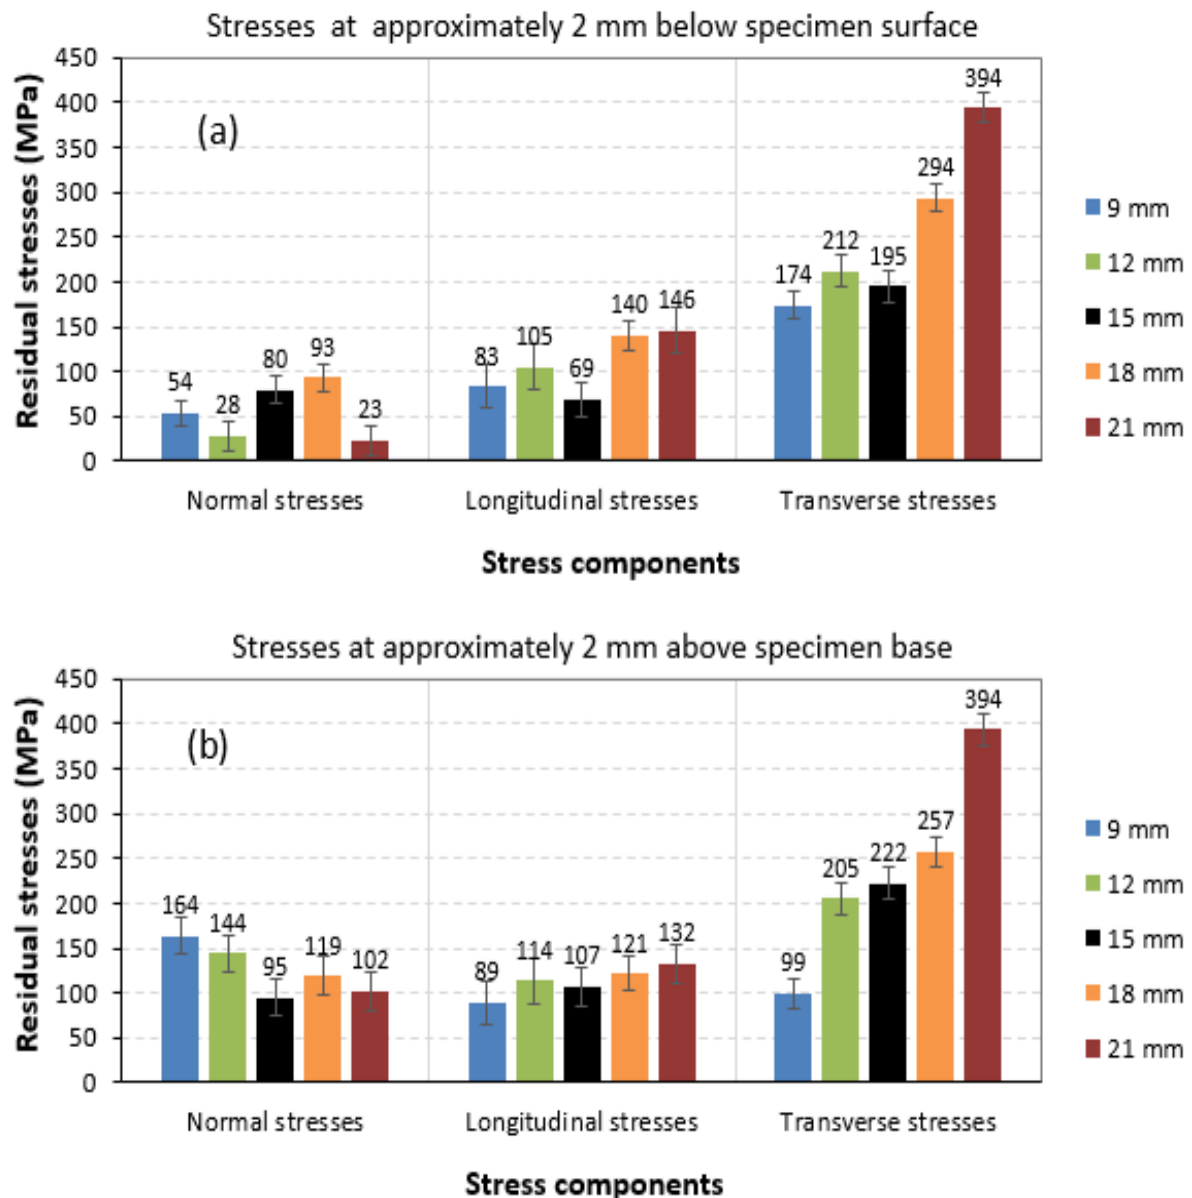 Stresses at approximately 2 mm below specimen surface
Residual stresses (MPa)
450
400
350
300
250
200
150
100
50
0
(a)
54
28
80
93
23
83
105
69
140
146
174
212
195
294
394
Normal stresses
Longitudinal stresses
Transverse stresses
Stress components
9 mm
12 mm
15 mm
18 mm
21 mm
Stresses at approximately 2 mm above specimen base
Residual stresses (MPa)
450
400
350
300
250
200
150
100
50
0
(b)
164
144
95
119
102
89
114
107
121
132
99
205
222
257
394
Normal stresses
Longitudinal stresses
Transverse stresses
Stress components
9 mm
12 mm
15 mm
18 mm
21 mm